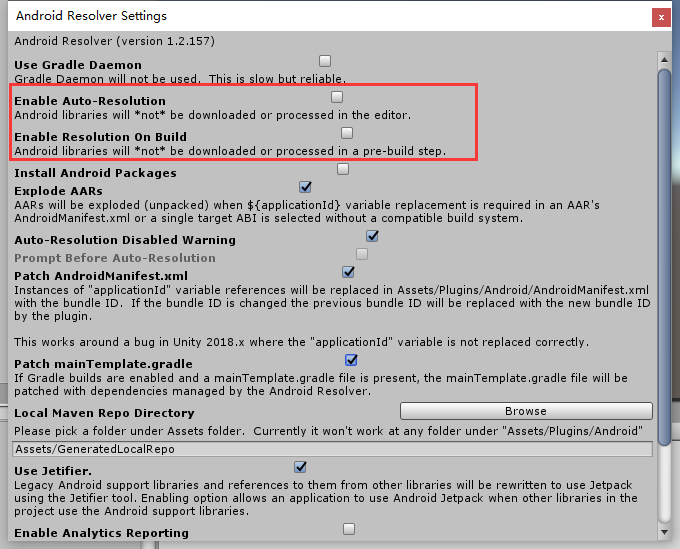 Android Resolver Settings
Android Resolver (version 1.2.157)
Use Gradle Daemon
Gradle Daemon will not be used. This is slow but reliable.
Enable Auto-Resolution
Android libraries will *not* be downloaded or processed in the editor.
Enable Resolution On Build
Android libraries will *not* be downloaded or processed in a pre-build step.
Install Android Packages
Explode AARs
AARs will be exploded (unpacked) when ${applicationId} variable replacement is required in an AAR's
AndroidManifest.xml or a single target ABI is selected without a compatible build system.
Auto-Resolution Disabled Warning
Prompt Before Auto-Resolution
Patch AndroidManifest.xml
Instances of "applicationId" variable references will be replaced in Assets/Plugins/Android/AndroidManifest.xml
with the bundle ID. If the bundle ID is changed the previous bundle ID will be replaced with the new bundle ID
by the plugin.
This works around a bug in Unity 2018.x where the "applicationId" variable is not replaced correctly.
Patch mainTemplate.gradle
If Gradle builds are enabled and a mainTemplate.gradle file is present, the mainTemplate.gradle file will be
patched with dependencies managed by the Android Resolver.
Local Maven Repo Directory Browse
Please pick a folder under Assets folder. Currently it won't work at any folder under "Assets/Plugins/Android"
Assets/GeneratedLocalRepo
Use Jetifier.
Legacy Android support libraries and references to them from other libraries will be rewritten to use Jetpack
using the Jetifier tool. Enabling option allows an application to use Android Jetpack when other libraries in the
project use the Android support libraries.
Enable Analytics Reporting